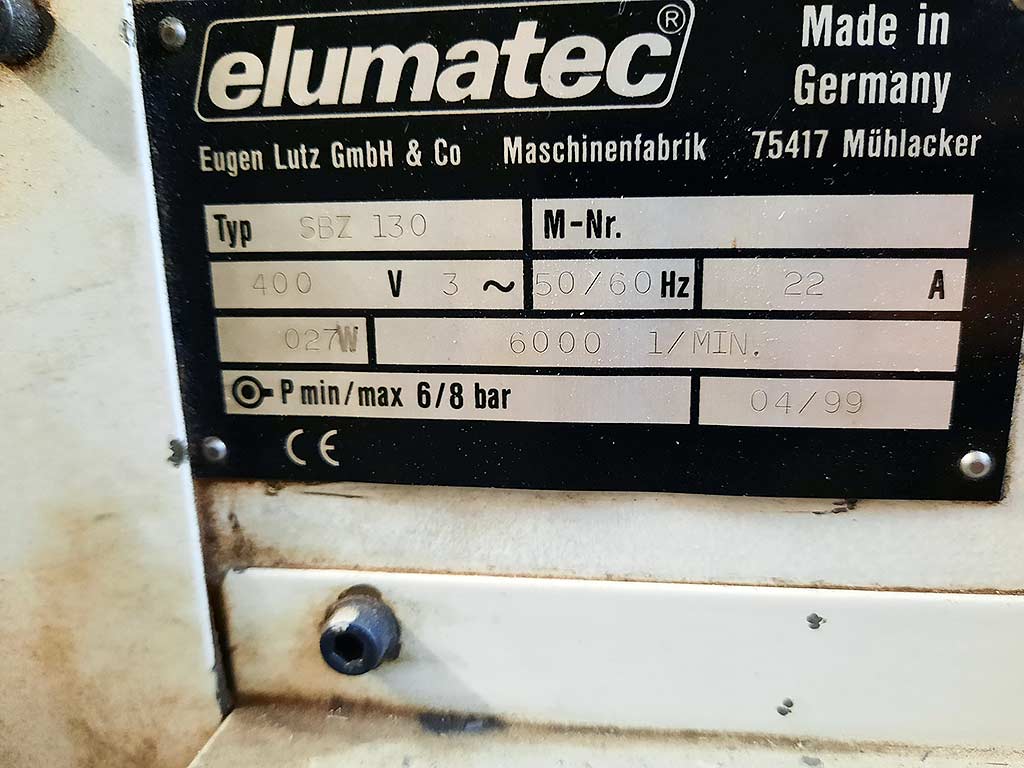 elumatec®
Made in
Germany
Eugen Lutz GmbH & Co Maschinenfabrik 75417 Mühlacker
Typ SBZ 130 M-Nr.
400 V 3 ~ 50/60 Hz 22 A
027W 6000 1/MIN.
P min/max 6/8 bar 04/99
CE